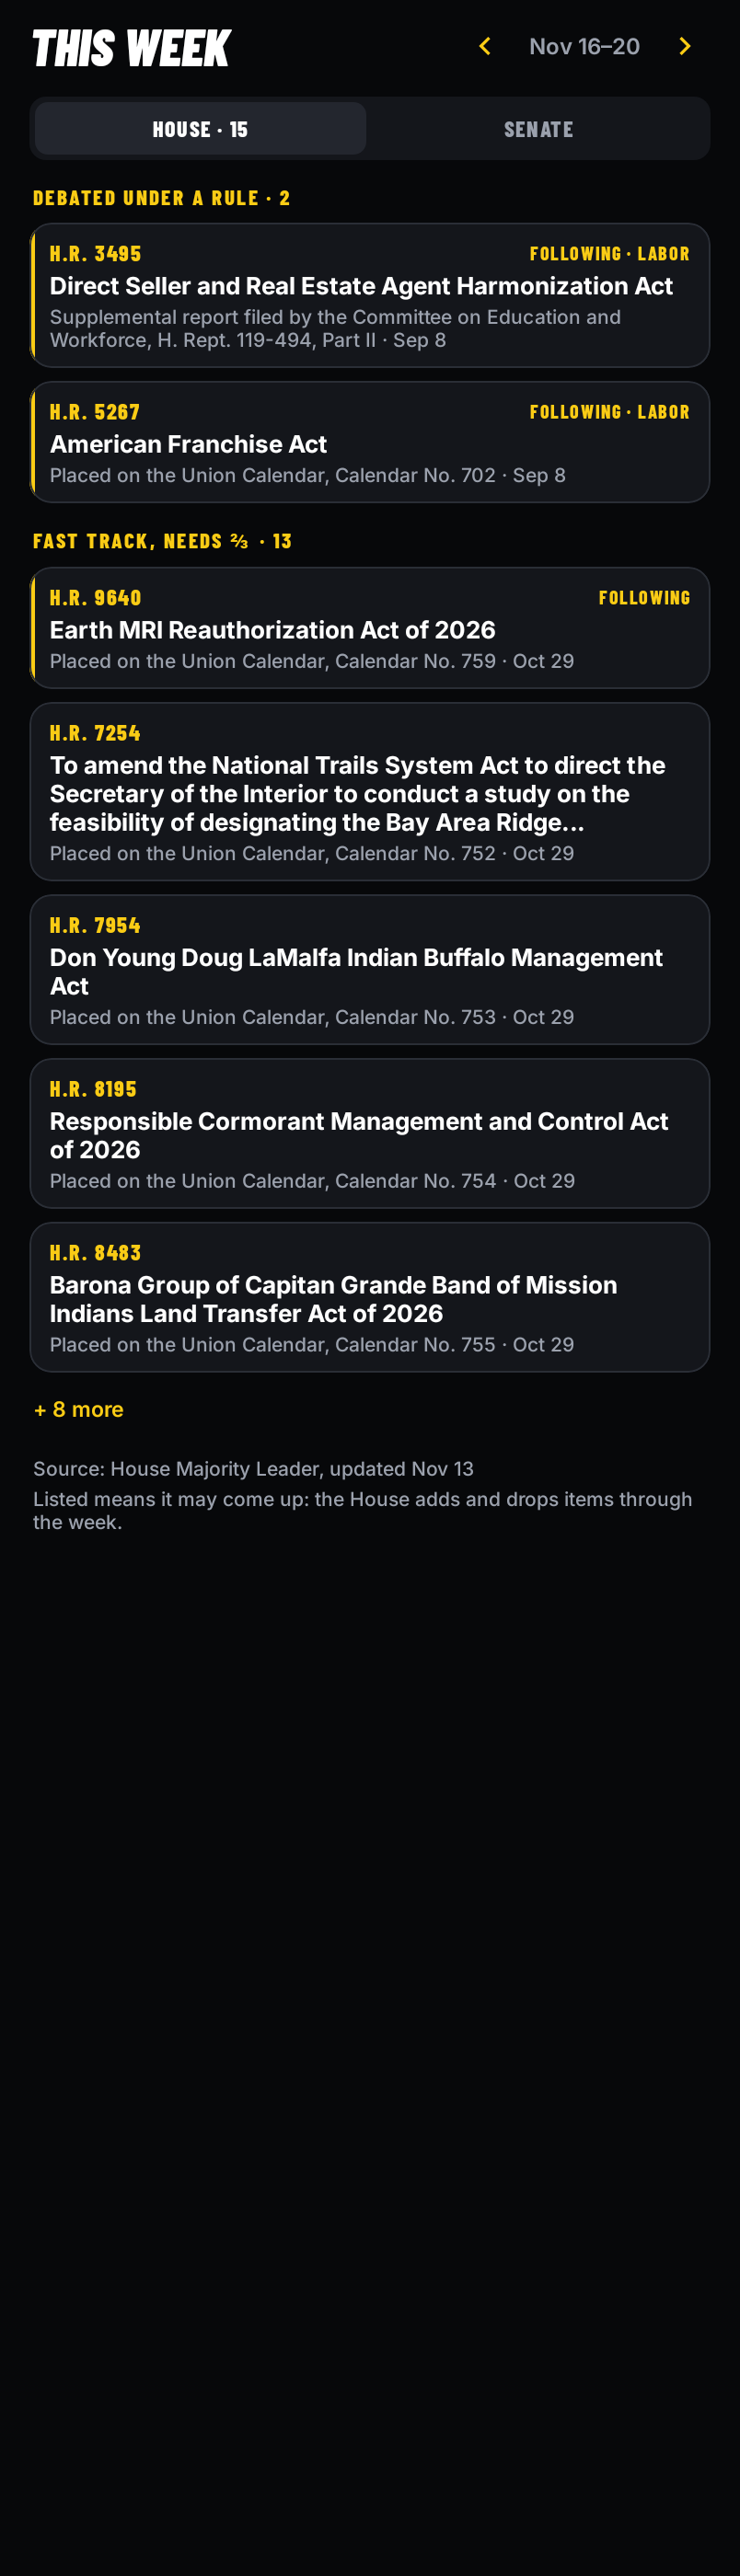 THIS WEEK
Nov 16–20
HOUSE · 15
SENATE
DEBATED UNDER A RULE · 2
H.R. 3495
FOLLOWING · LABOR
Direct Seller and Real Estate Agent Harmonization Act
Supplemental report filed by the Committee on Education and
Workforce, H. Rept. 119-494, Part II · Sep 8
H.R. 5267
FOLLOWING · LABOR
American Franchise Act
Placed on the Union Calendar, Calendar No. 702 · Sep 8
FAST TRACK, NEEDS ⅔ · 13
H.R. 9640
FOLLOWING
Earth MRI Reauthorization Act of 2026
Placed on the Union Calendar, Calendar No. 759 · Oct 29
H.R. 7254
To amend the National Trails System Act to direct the
Secretary of the Interior to conduct a study on the
feasibility of designating the Bay Area Ridge...
Placed on the Union Calendar, Calendar No. 752 · Oct 29
H.R. 7954
Don Young Doug LaMalfa Indian Buffalo Management
Act
Placed on the Union Calendar, Calendar No. 753 · Oct 29
H.R. 8195
Responsible Cormorant Management and Control Act
of 2026
Placed on the Union Calendar, Calendar No. 754 · Oct 29
H.R. 8483
Barona Group of Capitan Grande Band of Mission
Indians Land Transfer Act of 2026
Placed on the Union Calendar, Calendar No. 755 · Oct 29
+ 8 more
Source: House Majority Leader, updated Nov 13
Listed means it may come up: the House adds and drops items through
the week.